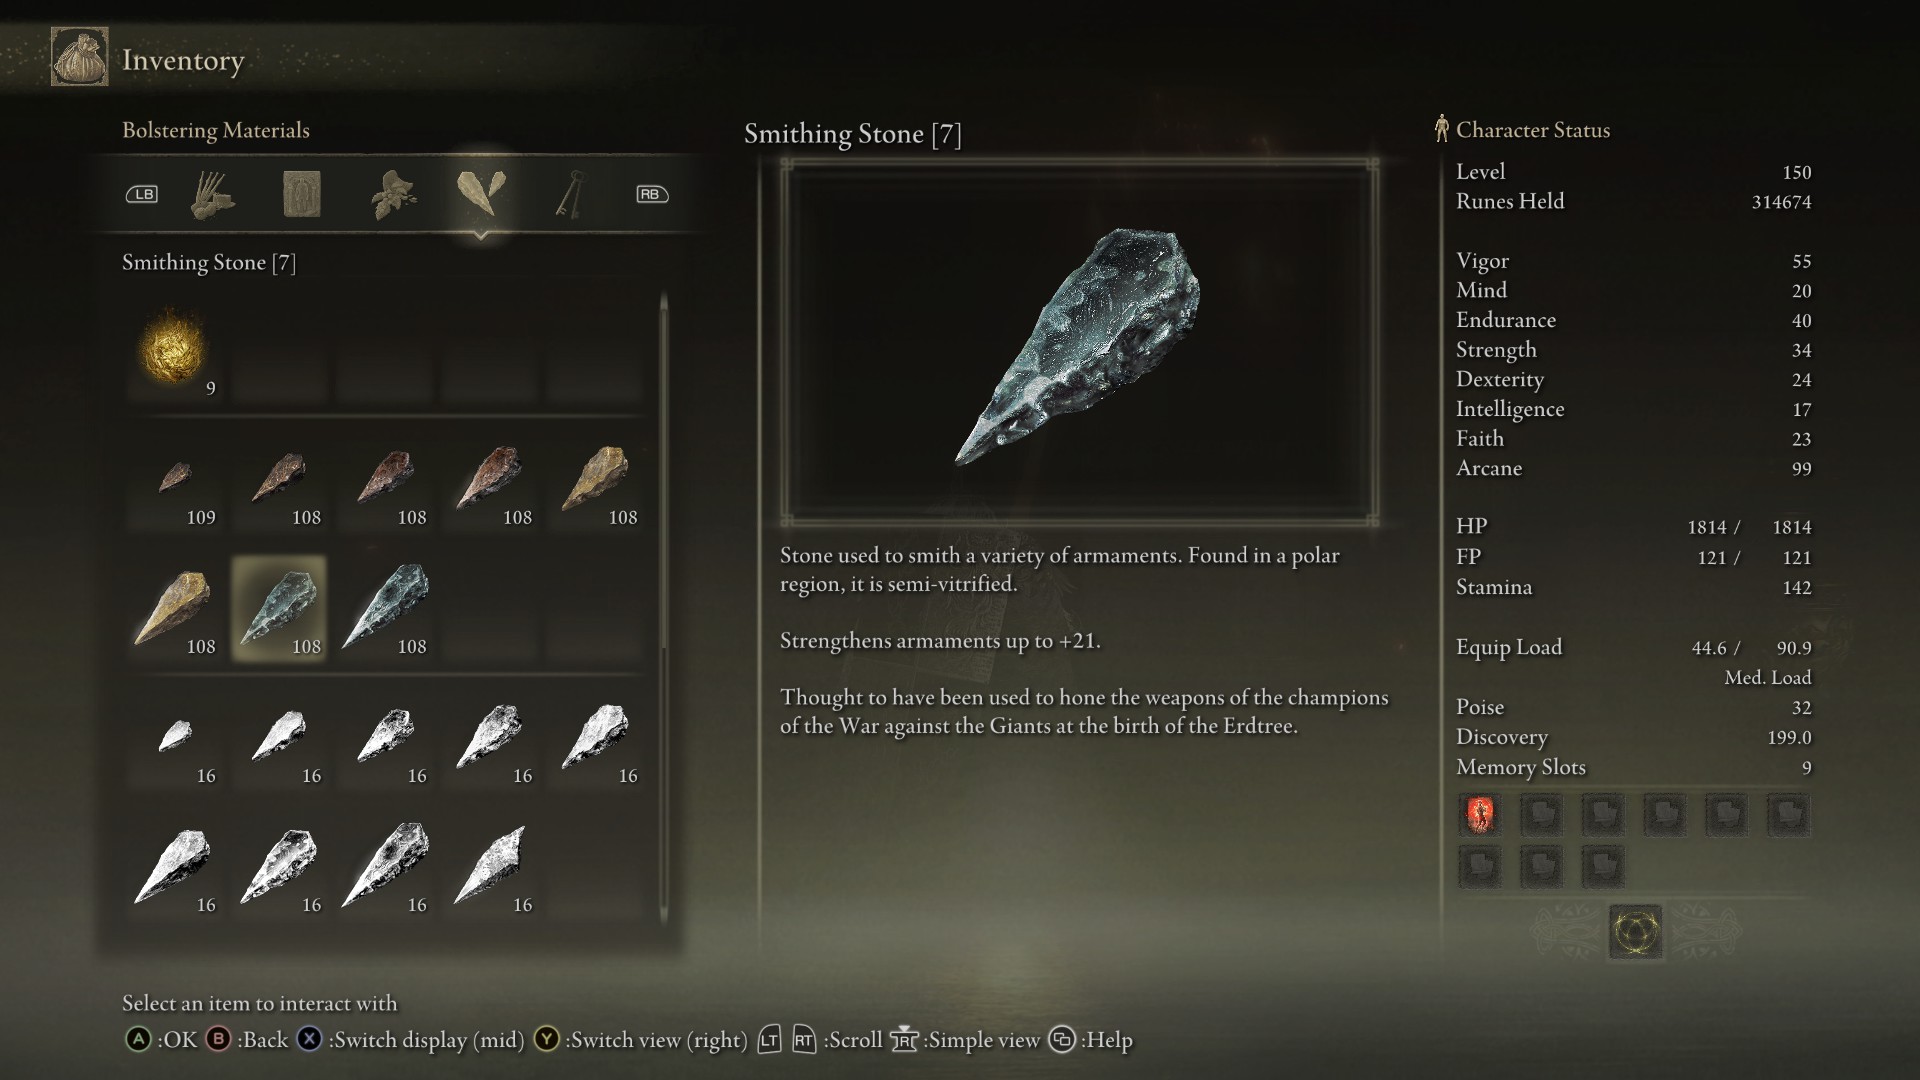 Inventory
Bolstering Materials
LB
RB
Smithing Stone [7]
9
109 108 108 108 108
108 108 108
16 16 16 16 16
16 16 16 16
Smithing Stone [7]
Stone used to smith a variety of armaments. Found in a polar
region, it is semi-vitrified.
Strengthens armaments up to +21.
Thought to have been used to hone the weapons of the champions
of the War against the Giants at the birth of the Erdtree.
Character Status
Level 150
Runes Held 314674
Vigor 55
Mind 20
Endurance 40
Strength 34
Dexterity 24
Intelligence 17
Faith 23
Arcane 99
HP 1814 / 1814
FP 121 / 121
Stamina 142
Equip Load 44.6 / 90.9
Med. Load
Poise 32
Discovery 199.0
Memory Slots 9
Select an item to interact with
A :OK B :Back X :Switch display (mid) Y :Switch view (right) LT RT :Scroll R :Simple view :Help